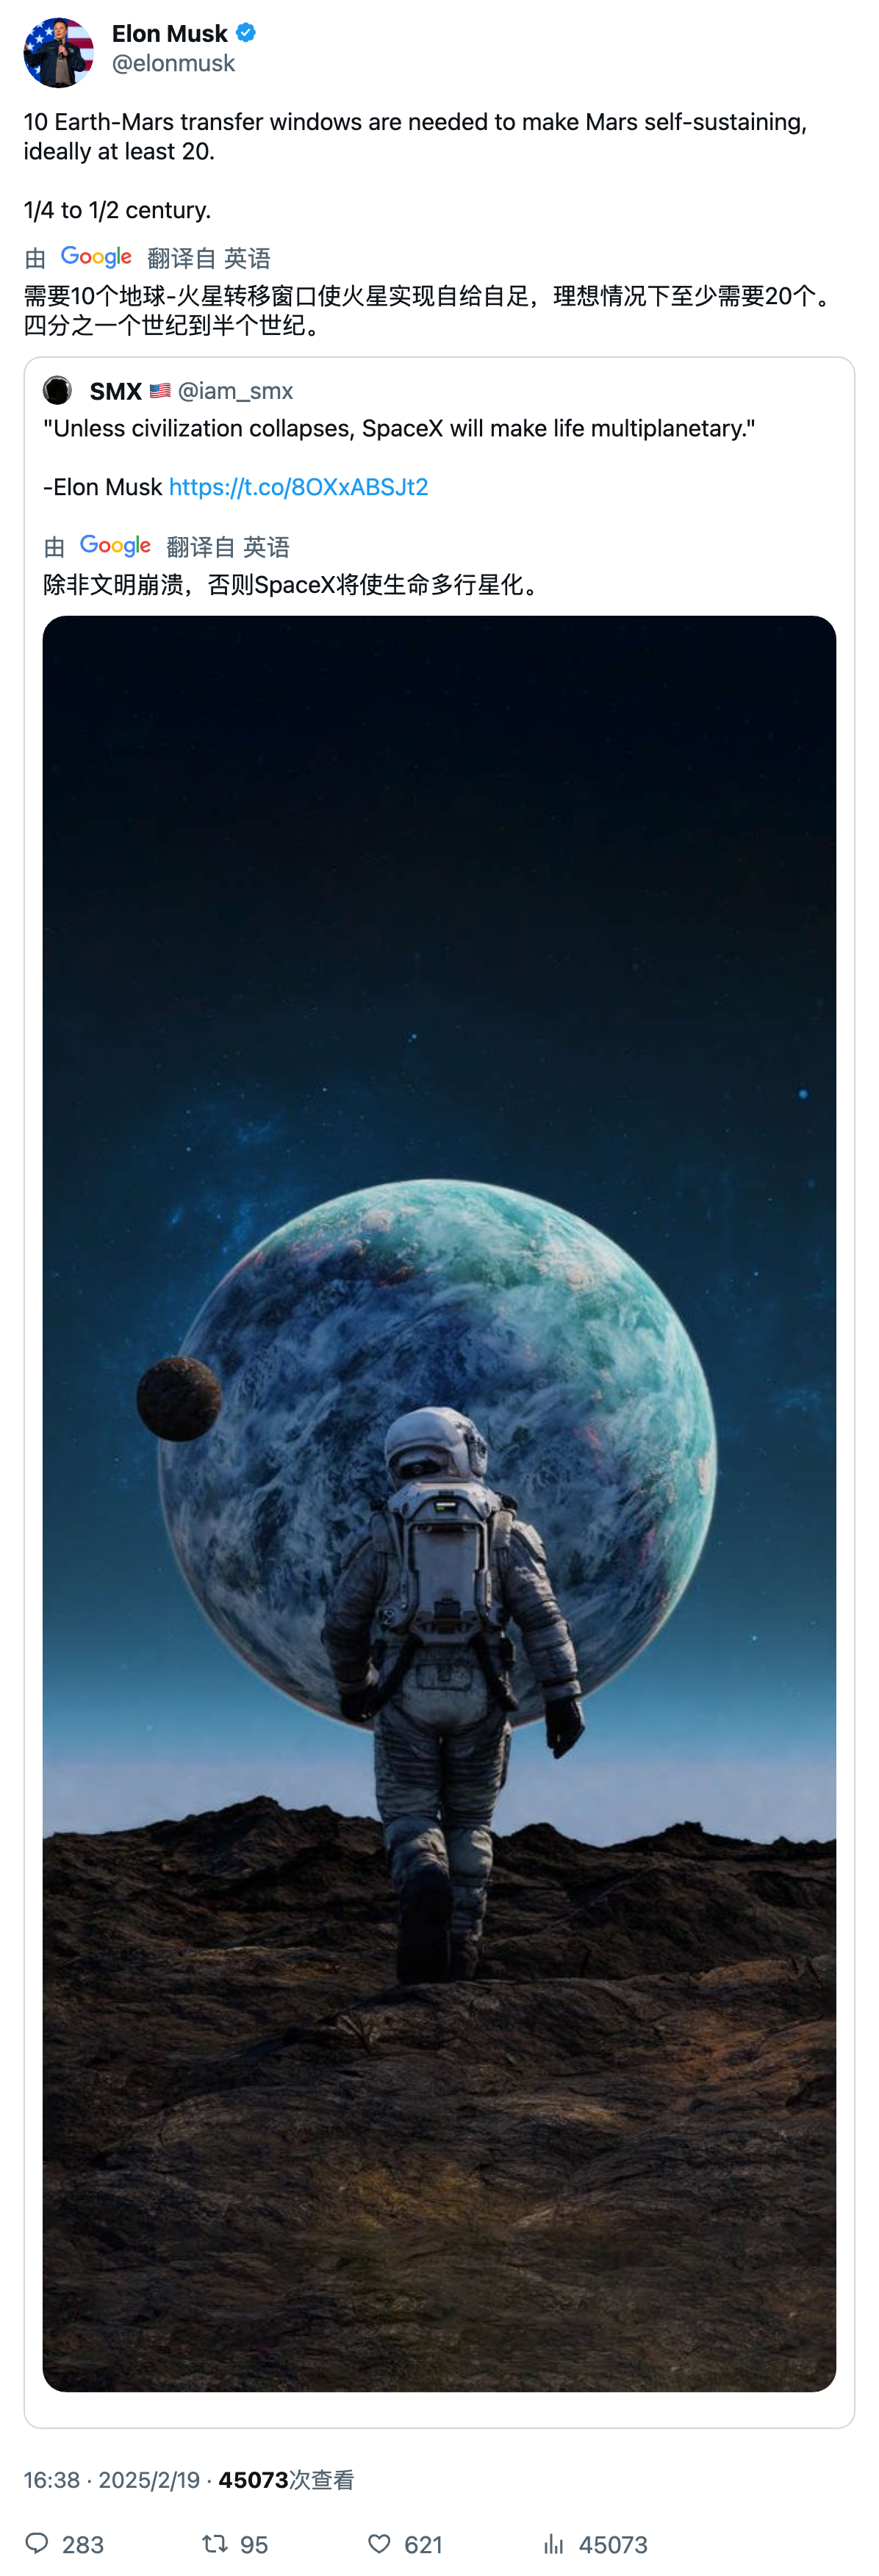 Elon Musk
@elonmusk
10 Earth-Mars transfer windows are needed to make Mars self-sustaining,
ideally at least 20.
1/4 to 1/2 century.
由 Google 翻译自 英语
需要10个地球-火星转移窗口使火星实现自给自足，理想情况下至少需要20个。
四分之一个世纪到半个世纪。
SMX 🇺🇸 @iam_smx
"Unless civilization collapses, SpaceX will make life multiplanetary."
-Elon Musk https://t.co/8OXxABSJt2
由 Google 翻译自 英语
除非文明崩溃，否则SpaceX将使生命多行星化。
16:38 · 2025/2/19 · 45073次查看
283 95 621 45073